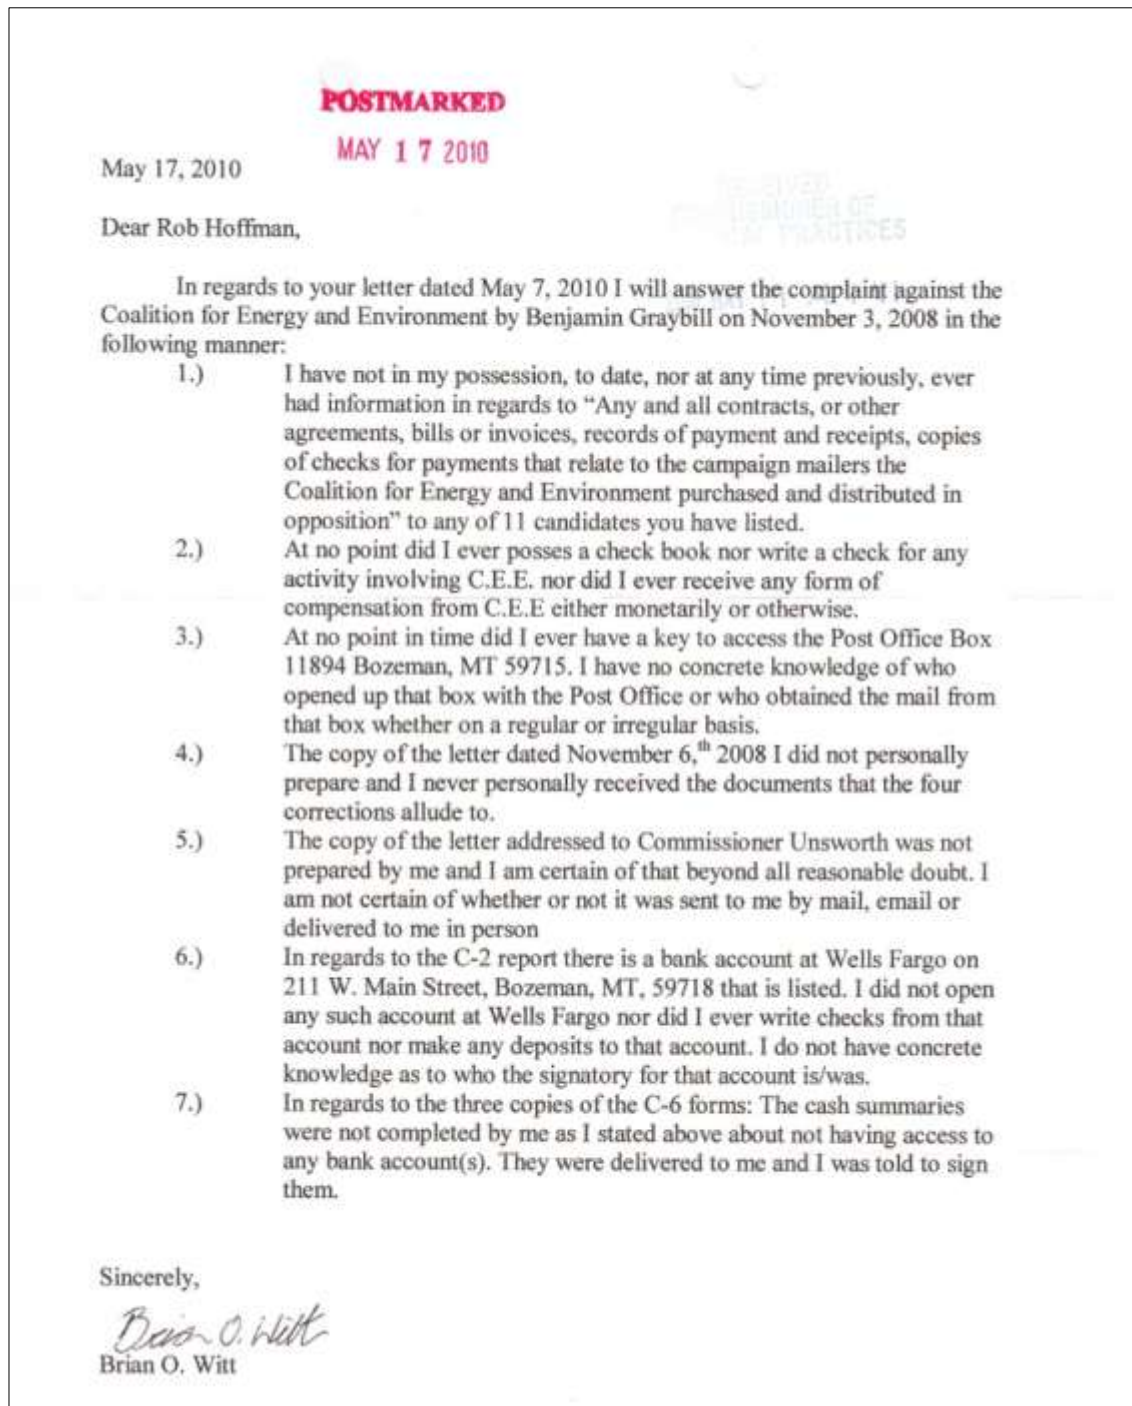 POSTMARKED
MAY 17 2010
May 17, 2010
Dear Rob Hoffman,
PRACTICES
In regards to your letter dated May 7, 2010 I will answer the complaint against the
Coalition for Energy and Environment by Benjamin Graybill on November 3, 2008 in the
following manner:
1.) I have not in my possession, to date, nor at any time previously, ever
had information in regards to “Any and all contracts, or other
agreements, bills or invoices, records of payment and receipts, copies
of checks for payments that relate to the campaign mailers the
Coalition for Energy and Environment purchased and distributed in
opposition” to any of 11 candidates you have listed.
2.) At no point did I ever posses a check book nor write a check for any
activity involving C.E.E. nor did I ever receive any form of
compensation from C.E.E either monetarily or otherwise.
3.) At no point in time did I ever have a key to access the Post Office Box
11894 Bozeman, MT 59715. I have no concrete knowledge of who
opened up that box with the Post Office or who obtained the mail from
that box whether on a regular or irregular basis.
4.) The copy of the letter dated November 6,th 2008 I did not personally
prepare and I never personally received the documents that the four
corrections allude to.
5.) The copy of the letter addressed to Commissioner Unsworth was not
prepared by me and I am certain of that beyond all reasonable doubt. I
am not certain of whether or not it was sent to me by mail, email or
delivered to me in person
6.) In regards to the C-2 report there is a bank account at Wells Fargo on
211 W. Main Street, Bozeman, MT, 59718 that is listed. I did not open
any such account at Wells Fargo nor did I ever write checks from that
account nor make any deposits to that account. I do not have concrete
knowledge as to who the signatory for that account is/was.
7.) In regards to the three copies of the C-6 forms: The cash summaries
were not completed by me as I stated above about not having access to
any bank account(s). They were delivered to me and I was told to sign
them.
Sincerely,
Brian O. Witt
Brian O. Witt